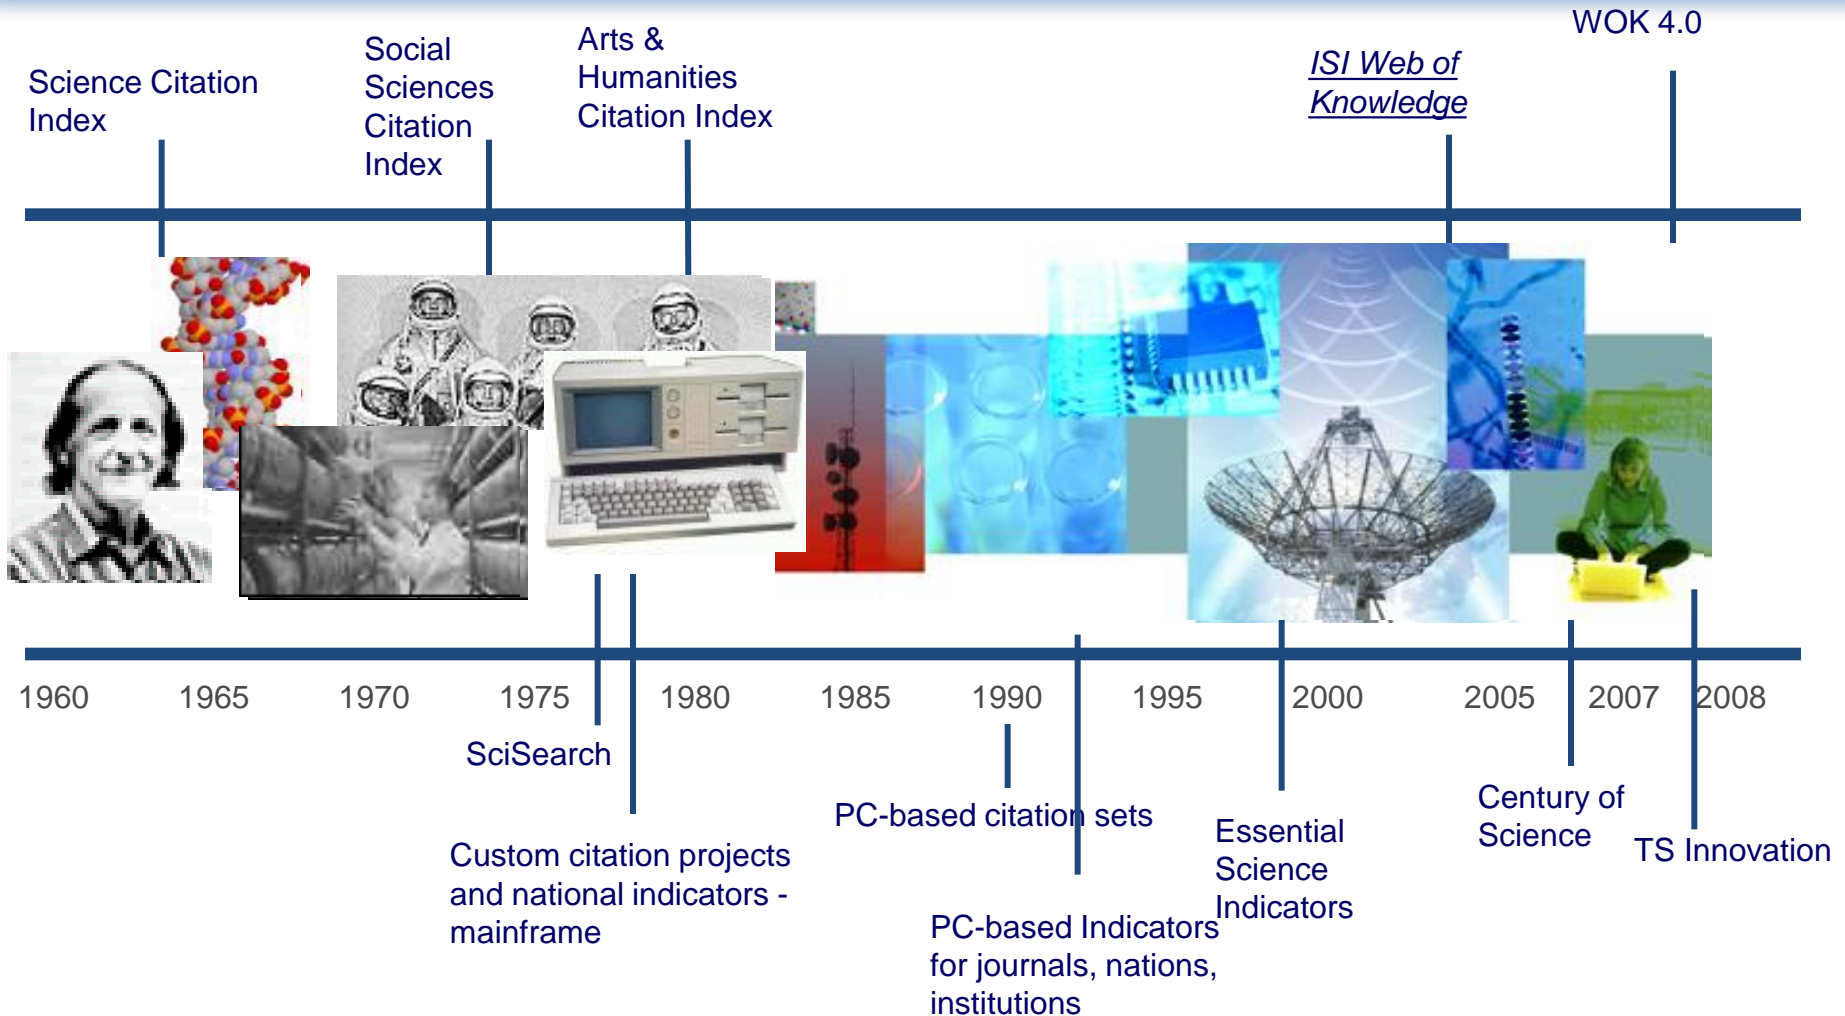 WOK 4.0
Science Citation
Index
Social
Sciences
Citation
Index
Arts &
Humanities
Citation Index
ISI Web of
Knowledge
1960 1965 1970 1975 1980 1985 1990 1995 2000 2005 2007 2008
SciSearch
Custom citation projects
and national indicators -
mainframe
PC-based citation sets
PC-based Indicators
for journals, nations,
institutions
Essential
Science
Indicators
Century of
Science
TS Innovation